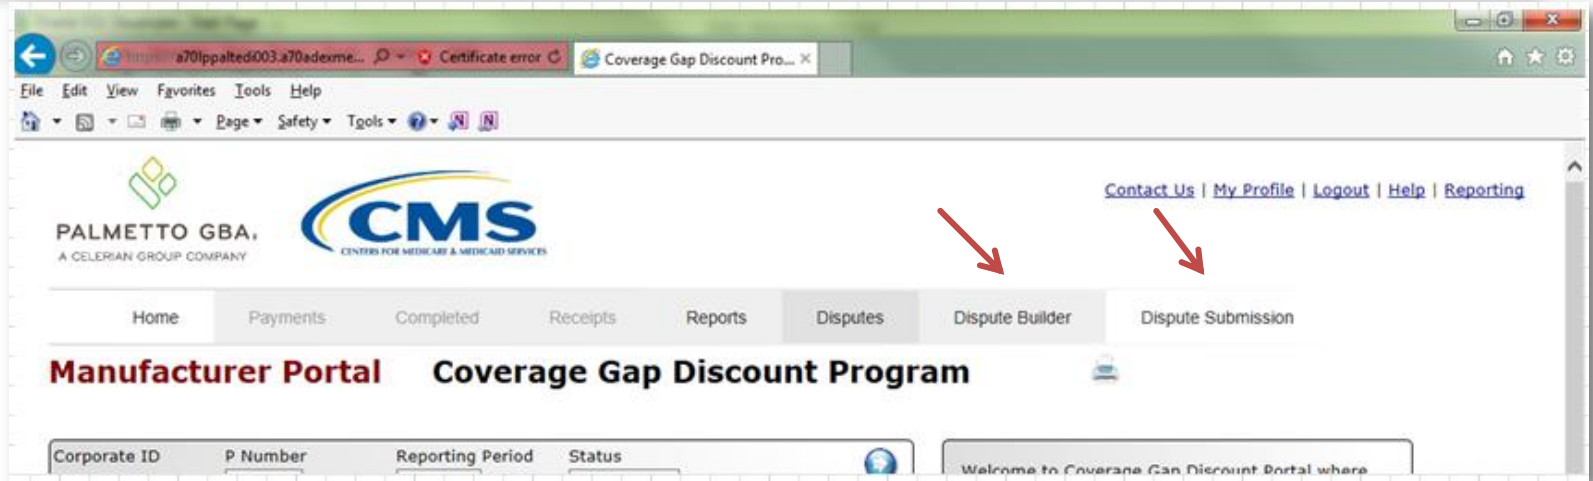 a70lppaltedi003.a70adexme... Certificate error Coverage Gap Discount Pro...
File Edit View Favorites Tools Help
Page Safety Tools
PALMETTO GBA.
A CELERIAN GROUP COMPANY
CMS
CENTERS FOR MEDICARE & MEDICAID SERVICES
Contact Us | My Profile | Logout | Help | Reporting
Home Payments Completed Receipts Reports Disputes Dispute Builder Dispute Submission
Manufacturer Portal Coverage Gap Discount Program
Corporate ID P Number Reporting Period Status
Welcome to Coverage Gap Discount Portal where